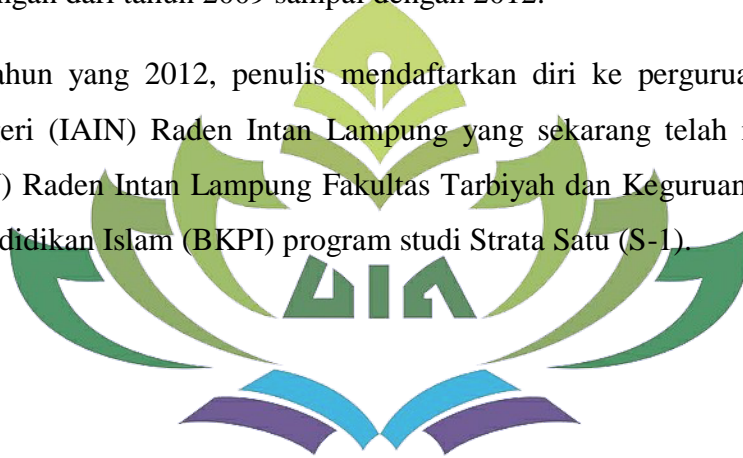 ngan dari tahun 2009 sampai dengan 2012.
ahun yang 2012, penulis mendaftarkan diri ke pergurua
eri (IAIN) Raden Intan Lampung yang sekarang telah
) Raden Intan Lampung Fakultas Tarbiyah dan Keguruan
didikan Islam (BKPI) program studi Strata Satu (S-1).
UIN